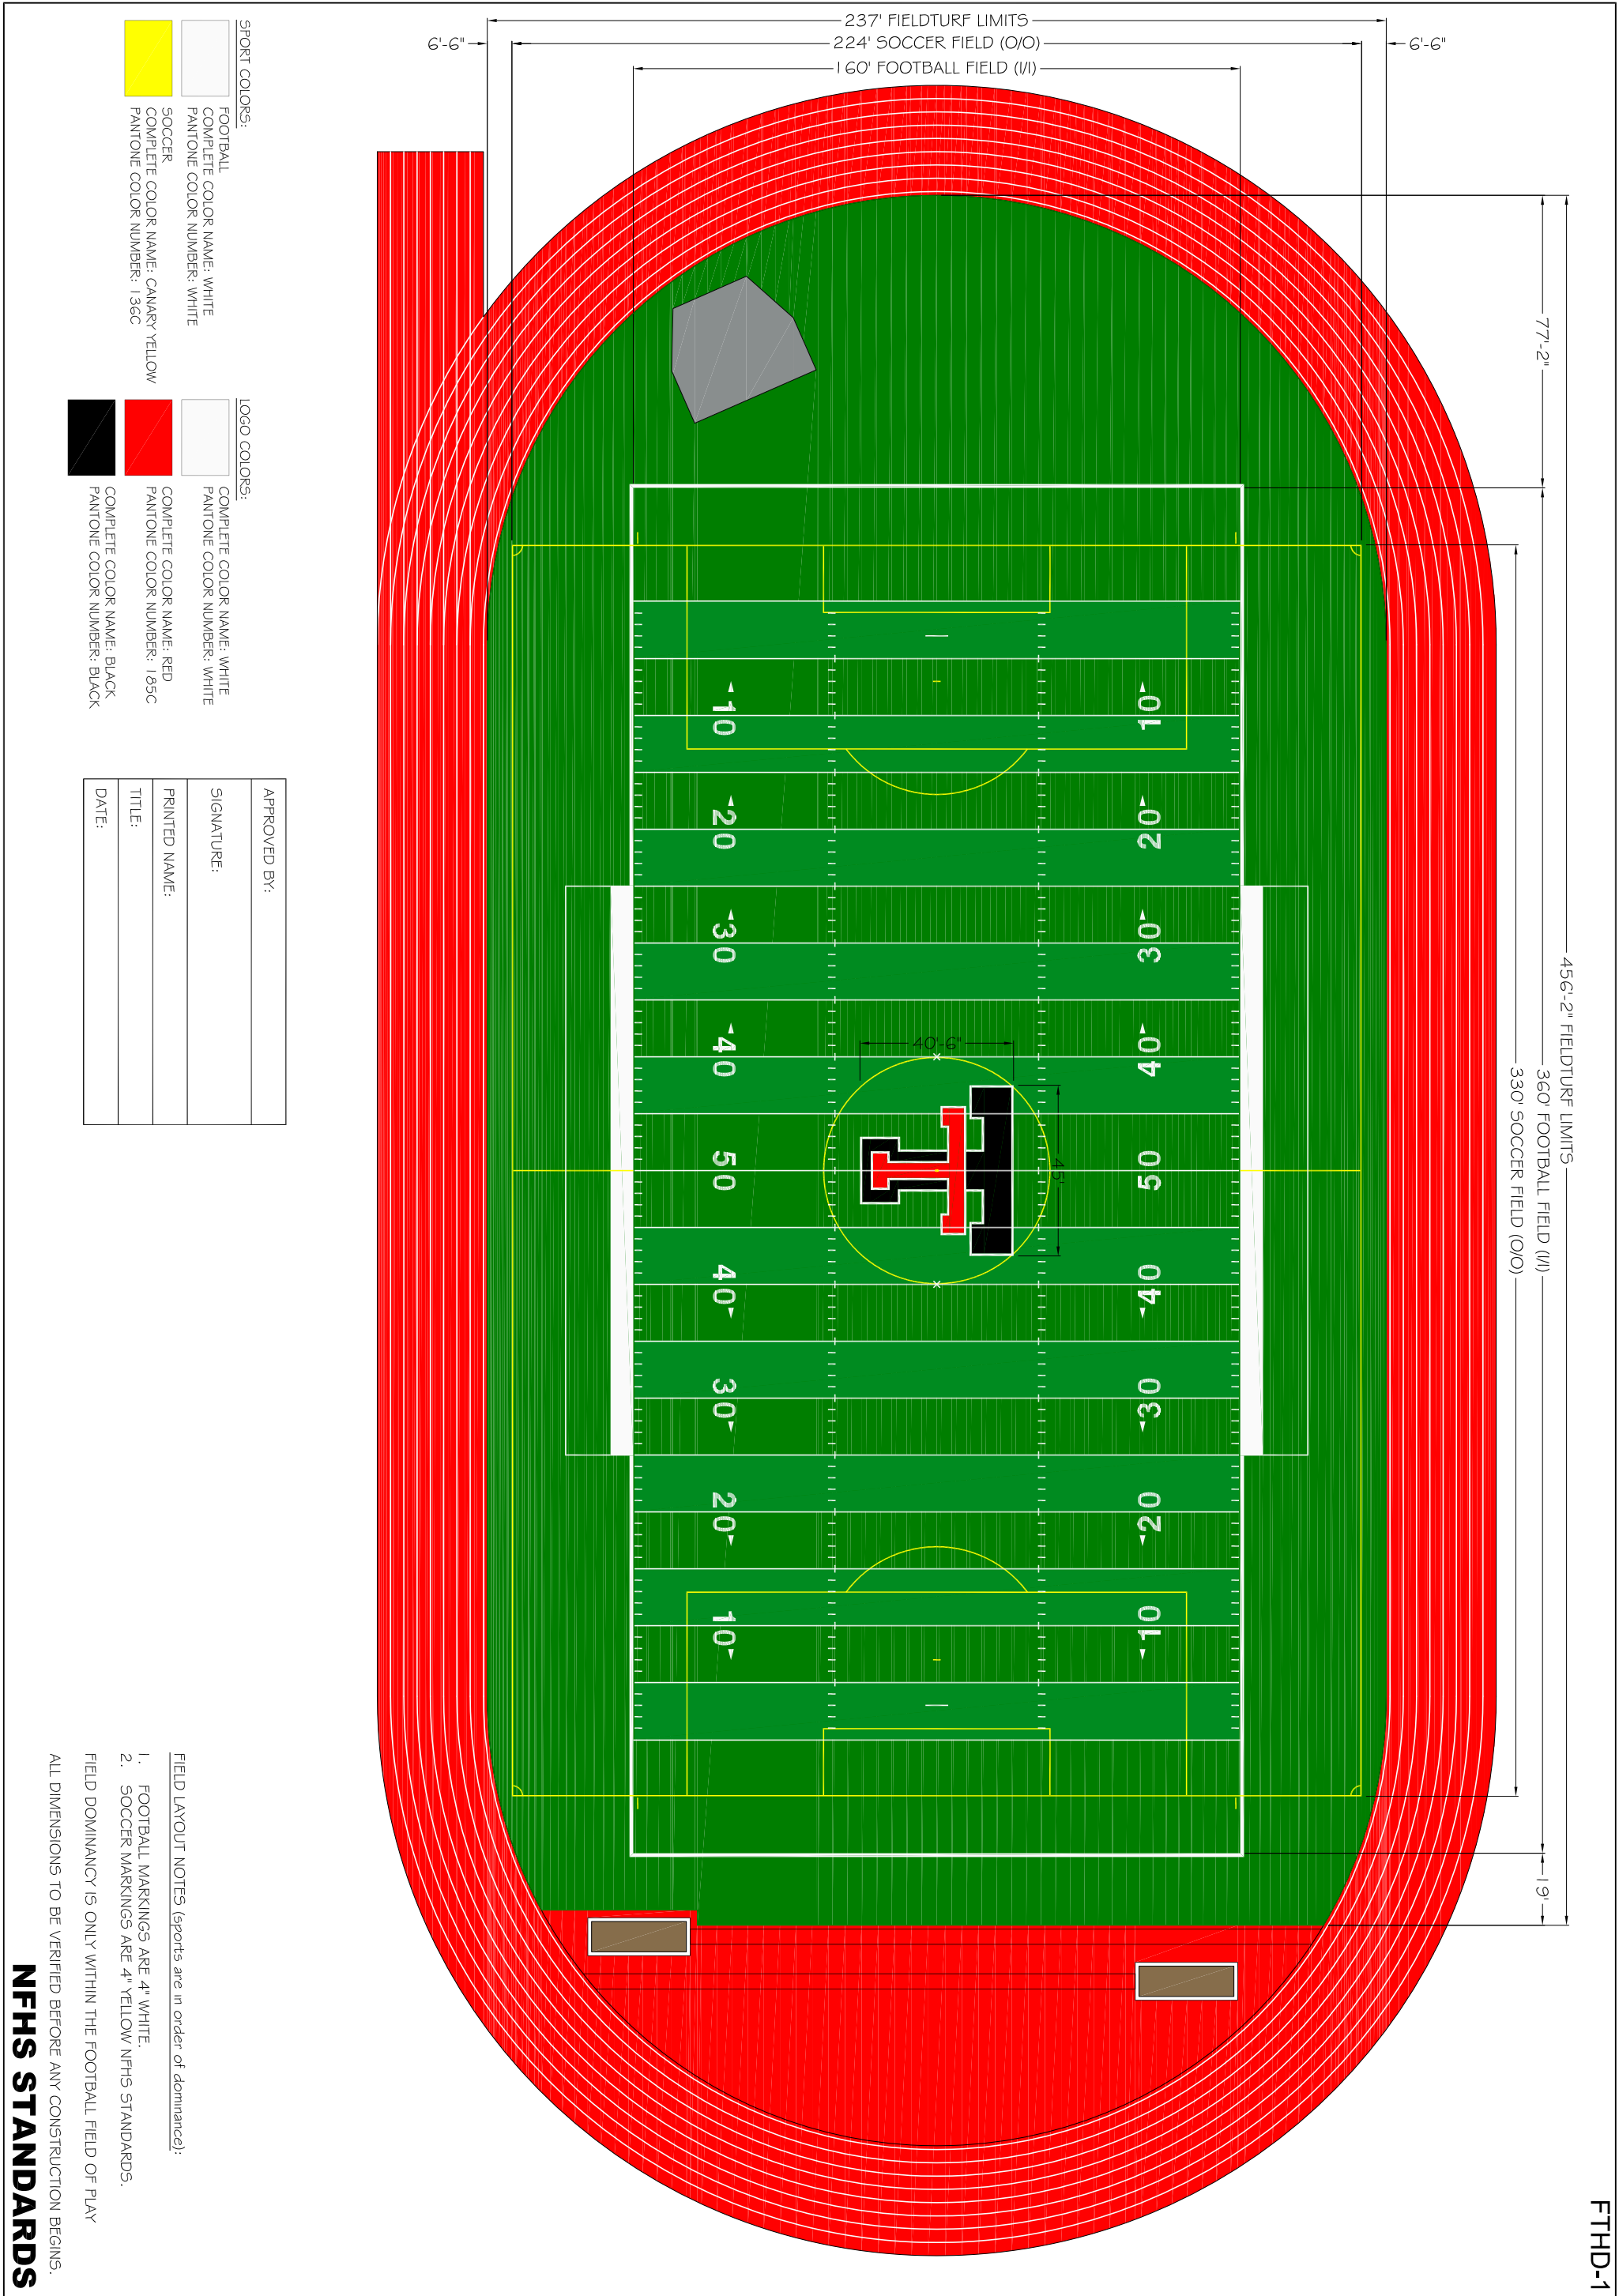 FTHD-1
456'-2" FIELDTURF LIMITS
360' FOOTBALL FIELD (I/I)
330' SOCCER FIELD (O/O)
77'-2"
19'
237' FIELDTURF LIMITS
224' SOCCER FIELD (O/O)
160' FOOTBALL FIELD (I/I)
6'-6"
6'-6"
10 20 30 40 50 40 30 20 10
45'
40'-6"
10 20 30 40 50 40 30 20 10
SPORT COLORS:
FOOTBALL
COMPLETE COLOR NAME: WHITE
PANTONE COLOR NUMBER: WHITE
SOCCER
COMPLETE COLOR NAME: CANARY YELLOW
PANTONE COLOR NUMBER: 136C
LOGO COLORS:
COMPLETE COLOR NAME: WHITE
PANTONE COLOR NUMBER: WHITE
COMPLETE COLOR NAME: RED
PANTONE COLOR NUMBER: 185C
COMPLETE COLOR NAME: BLACK
PANTONE COLOR NUMBER: BLACK
APPROVED BY:
SIGNATURE:
PRINTED NAME:
TITLE:
DATE:
FIELD LAYOUT NOTES (sports are in order of dominance):
1. FOOTBALL MARKINGS ARE 4" WHITE.
2. SOCCER MARKINGS ARE 4" YELLOW NFHS STANDARDS.
FIELD DOMINANCY IS ONLY WITHIN THE FOOTBALL FIELD OF PLAY
ALL DIMENSIONS TO BE VERIFIED BEFORE ANY CONSTRUCTION BEGINS.
NFHS STANDARDS